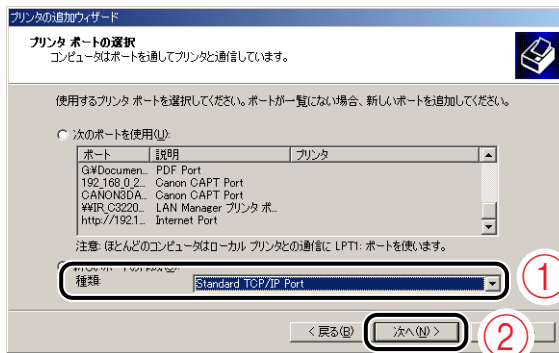 プリンタの追加ウィザード
プリンタ ポートの選択
コンピュータはポートを通してプリンタと通信しています。
使用するプリンタ ポートを選択してください。ポートが一覧にない場合、新しいポートを追加してください。
次のポートを使用(U):
ポート 説明 プリンタ
G:¥Documen... PDF Port
192_168_0_2... Canon CAPT Port
CANON3DA... Canon CAPT Port
¥¥IR_C3220... LAN Manager プリンタ ポ...
http://192.1... Internet Port
注意: ほとんどのコンピュータはローカル プリンタとの通信に LPT1: ポートを使います。
種類: Standard TCP/IP Port
①
< 戻る(B) 次へ(N) >
②